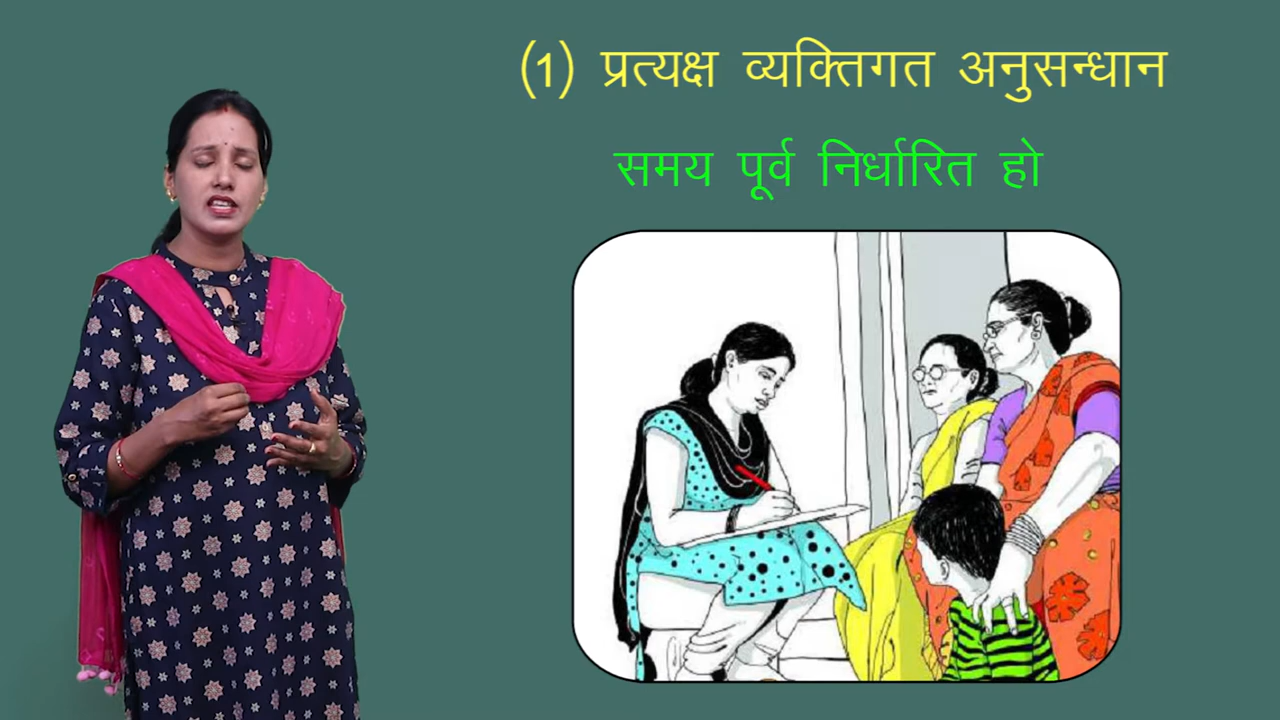 (1) प्रत्यक्ष व्यक्तिगत अनुसन्धान
समय पूर्व निर्धारित हो